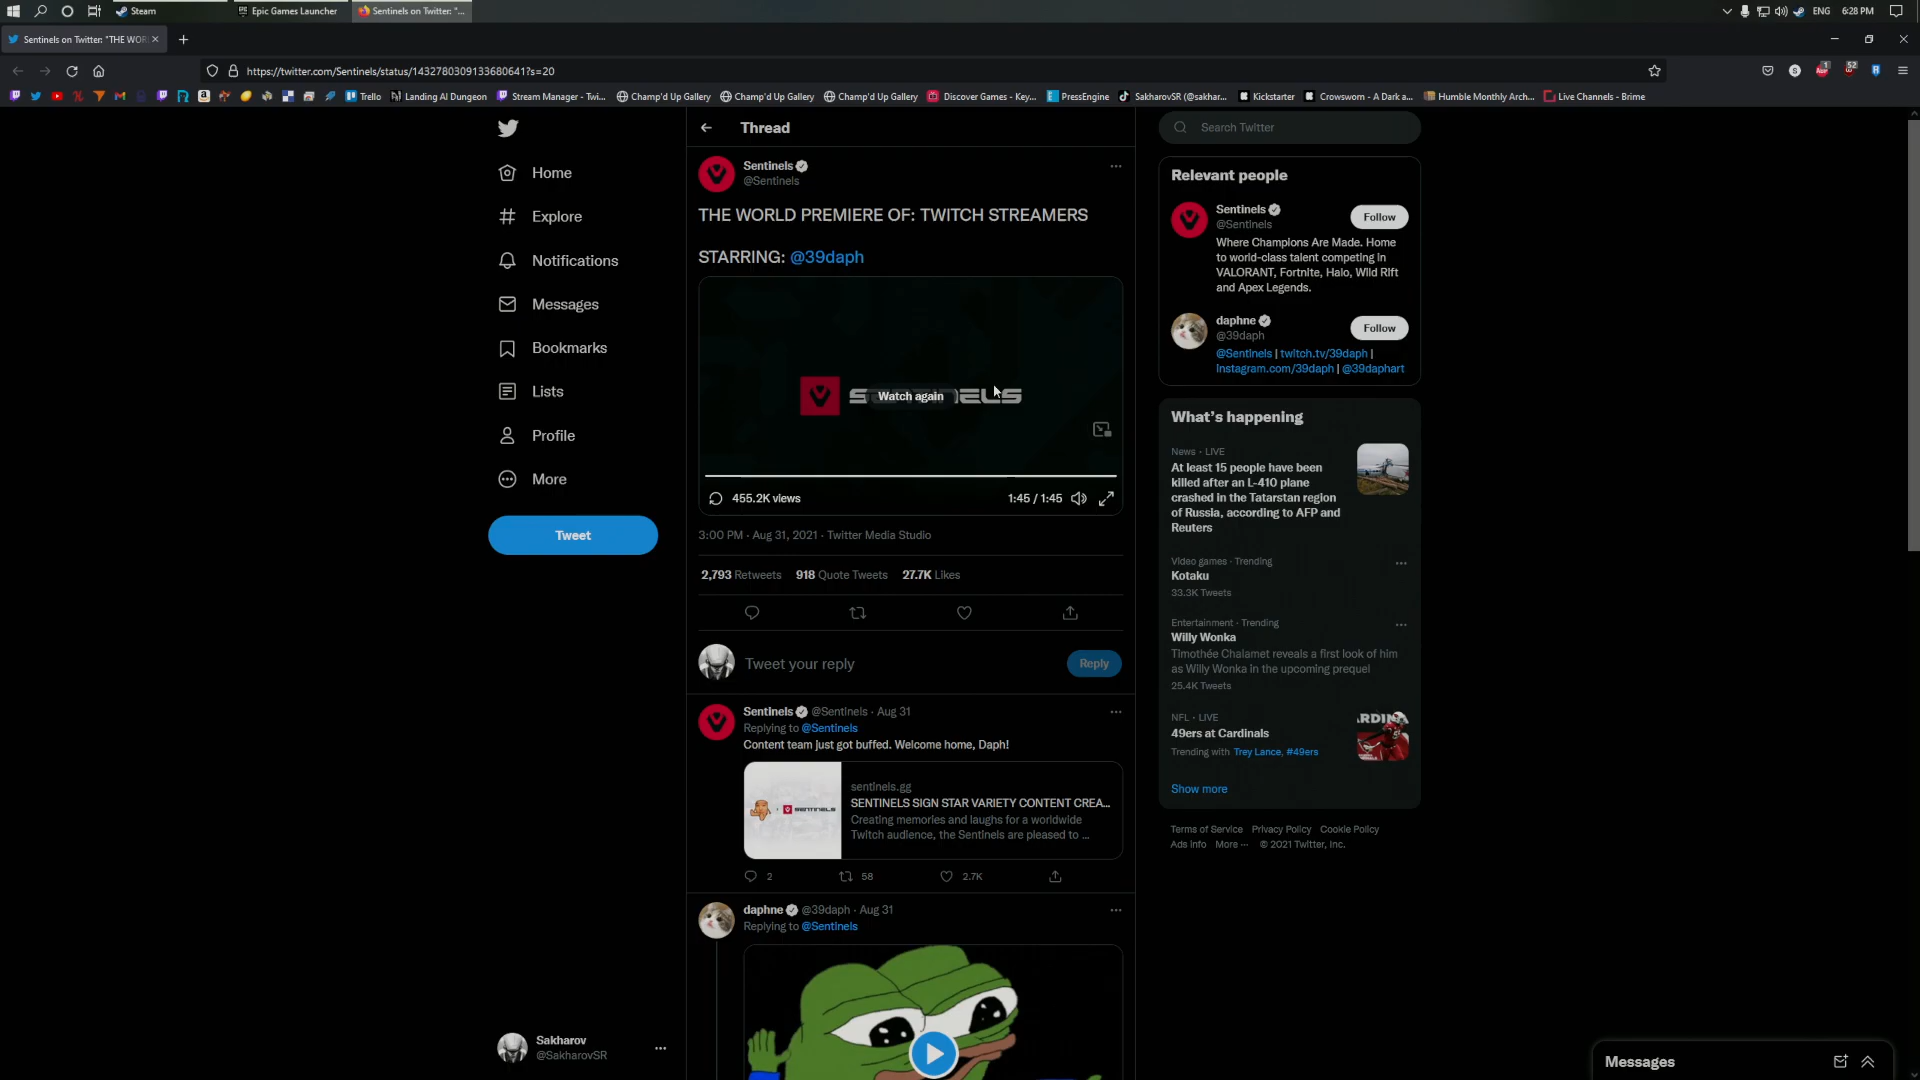 Steam
Epic Games Launcher
Sentinels on Twitter: "...
ENG
6:28 PM
Sentinels on Twitter: "THE WOR
https://twitter.com/Sentinels/status/1432780309133680641?s=20
1
52
Trello
Landing AI Dungeon
Stream Manager - Twi...
Champ'd Up Gallery
Champ'd Up Gallery
Champ'd Up Gallery
Discover Games - Key...
PressEngine
SakharovSR (@sakhar...
Kickstarter
Crowsworn - A Dark a...
Humble Monthly Arch...
Live Channels - Brime
Home
Explore
Notifications
Messages
Bookmarks
Lists
Profile
More
Tweet
Sakharov
@SakharovSR
Thread
Sentinels
@Sentinels
THE WORLD PREMIERE OF: TWITCH STREAMERS
STARRING: @39daph
Watch again
455.2K views
1:45 / 1:45
3:00 PM · Aug 31, 2021 · Twitter Media Studio
2,793 Retweets 918 Quote Tweets 27.7K Likes
Tweet your reply
Reply
Sentinels @Sentinels · Aug 31
Replying to @Sentinels
Content team just got buffed. Welcome home, Daph!
SENTINELS
sentinels.gg
SENTINELS SIGN STAR VARIETY CONTENT CREA...
Creating memories and laughs for a worldwide
Twitch audience, the Sentinels are pleased to ...
2
58
2.7K
daphne @39daph · Aug 31
Replying to @Sentinels
Search Twitter
Relevant people
Sentinels
@Sentinels
Follow
Where Champions Are Made. Home
to world-class talent competing in
VALORANT, Fortnite, Halo, Wild Rift
and Apex Legends.
daphne
@39daph
Follow
@Sentinels | twitch.tv/39daph |
instagram.com/39daph | @39daphart
What's happening
News · LIVE
At least 15 people have been
killed after an L-410 plane
crashed in the Tatarstan region
of Russia, according to AFP and
Reuters
Video games · Trending
Kotaku
33.3K Tweets
Entertainment · Trending
Willy Wonka
Timothée Chalamet reveals a first look of him
as Willy Wonka in the upcoming prequel
25.4K Tweets
NFL · LIVE
49ers at Cardinals
Trending with Trey Lance, #49ers
Show more
Terms of Service Privacy Policy Cookie Policy
Ads info More ··· © 2021 Twitter, Inc.
Messages